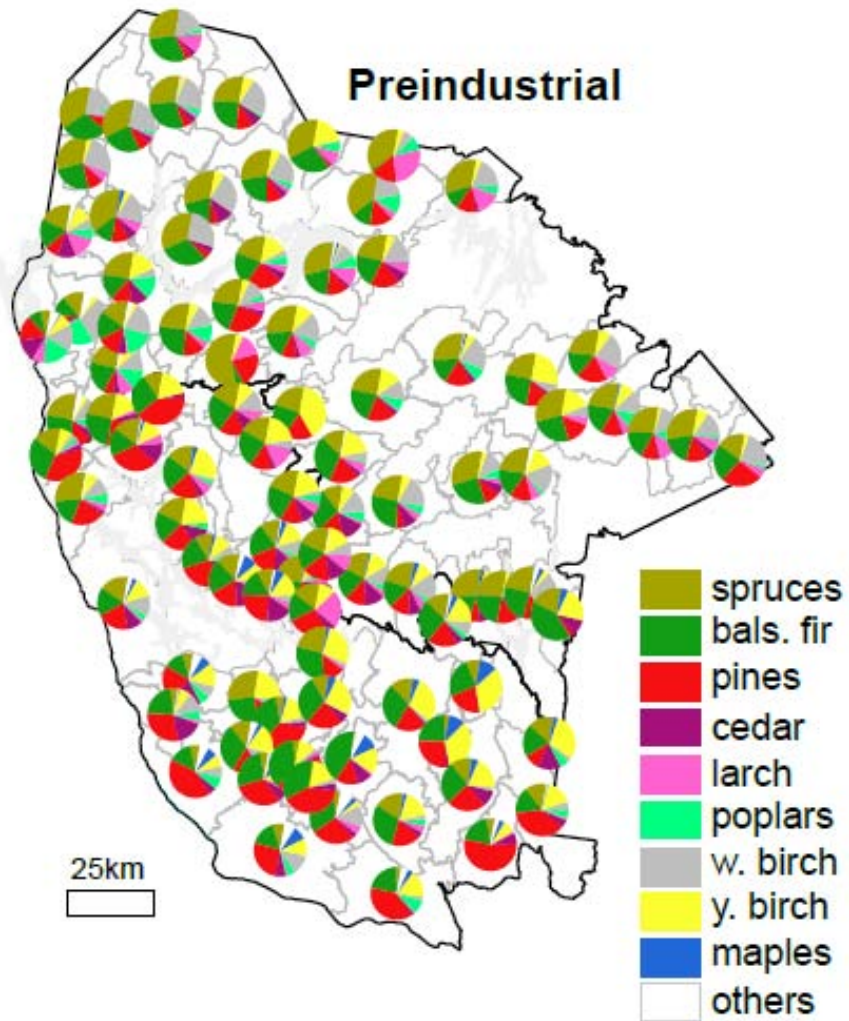 Preindustrial
spruces
bals. fir
pines
cedar
larch
poplars
w. birch
y. birch
maples
others
25km